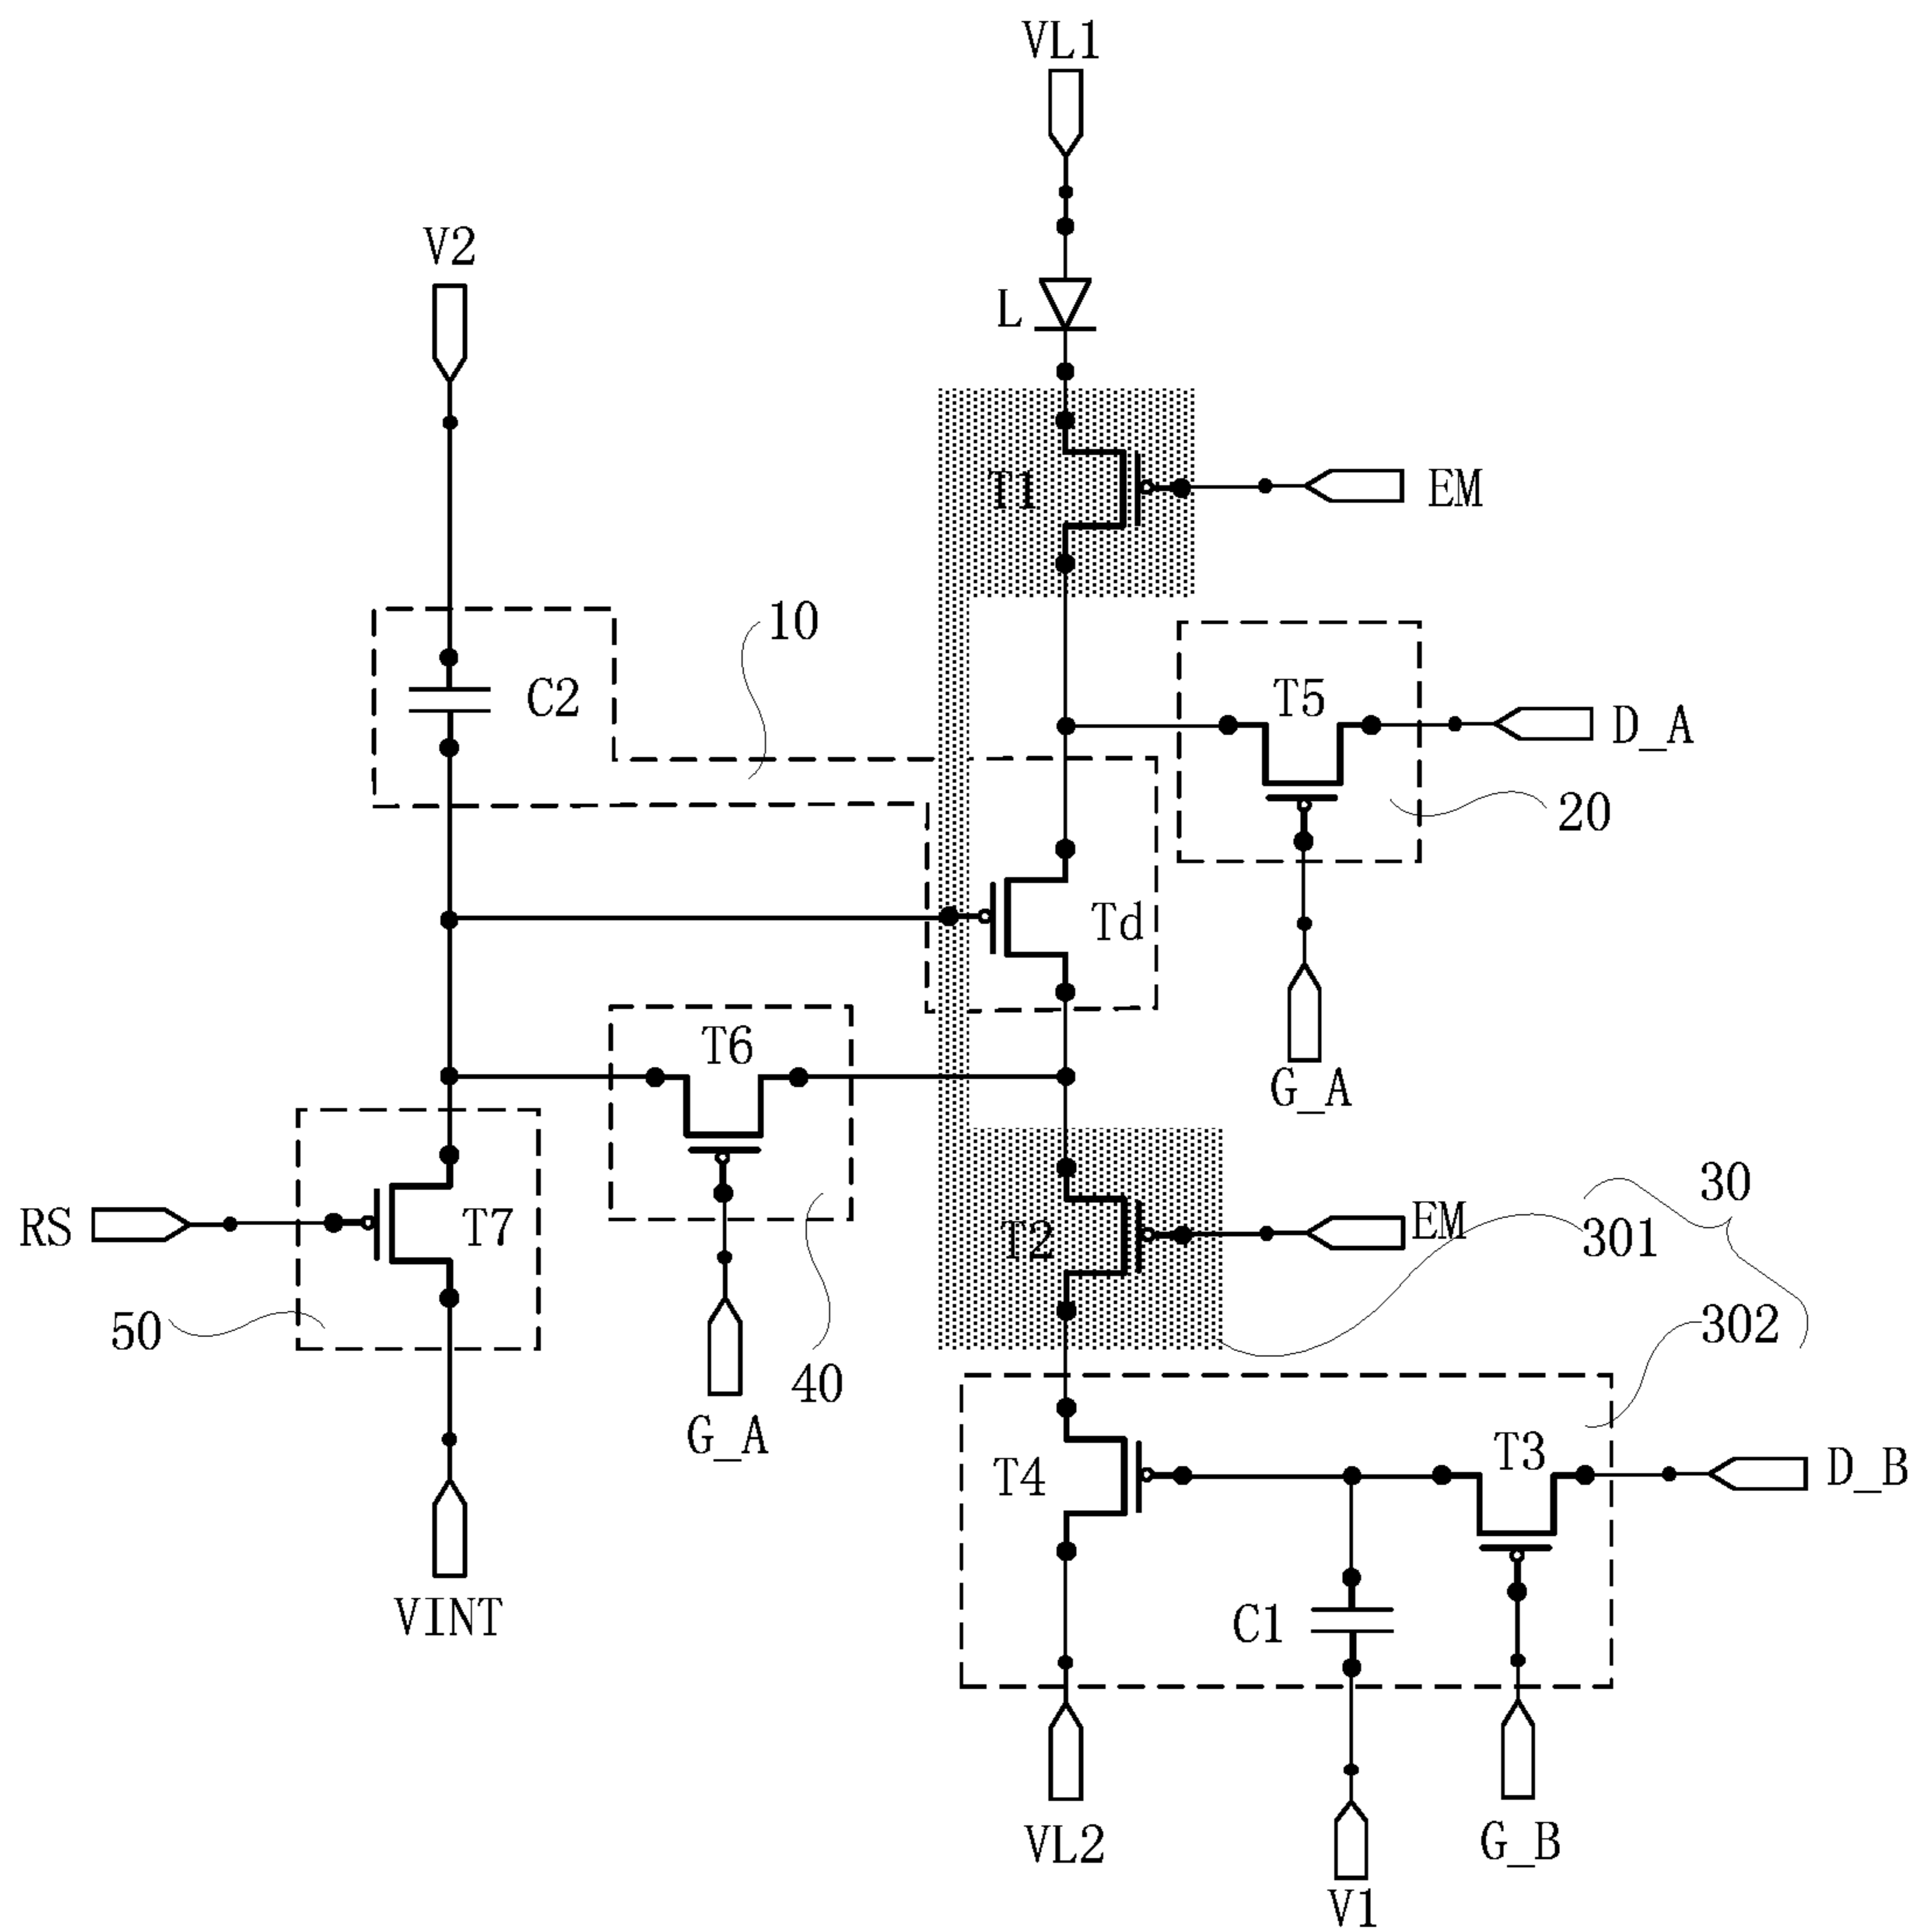 VL1
V2
L
T1
EM
10
C2
T5
D_A
20
Td
T6
G_A
30
RS
T7
T2
EM
301
302
50
40
G_A
T4
T3
D_B
VINT
C1
VL2
G_B
V1